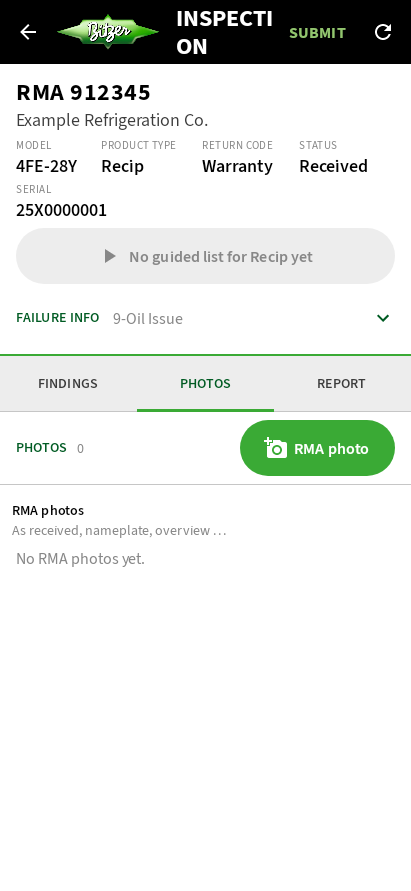 Bitzer
INSPECTI
ON
SUBMIT
RMA 912345
Example Refrigeration Co.
MODEL PRODUCT TYPE RETURN CODE STATUS
4FE-28Y Recip Warranty Received
SERIAL
25X0000001
No guided list for Recip yet
FAILURE INFO 9-Oil Issue
FINDINGS PHOTOS REPORT
PHOTOS 0 RMA photo
RMA photos
As received, nameplate, overview …
No RMA photos yet.